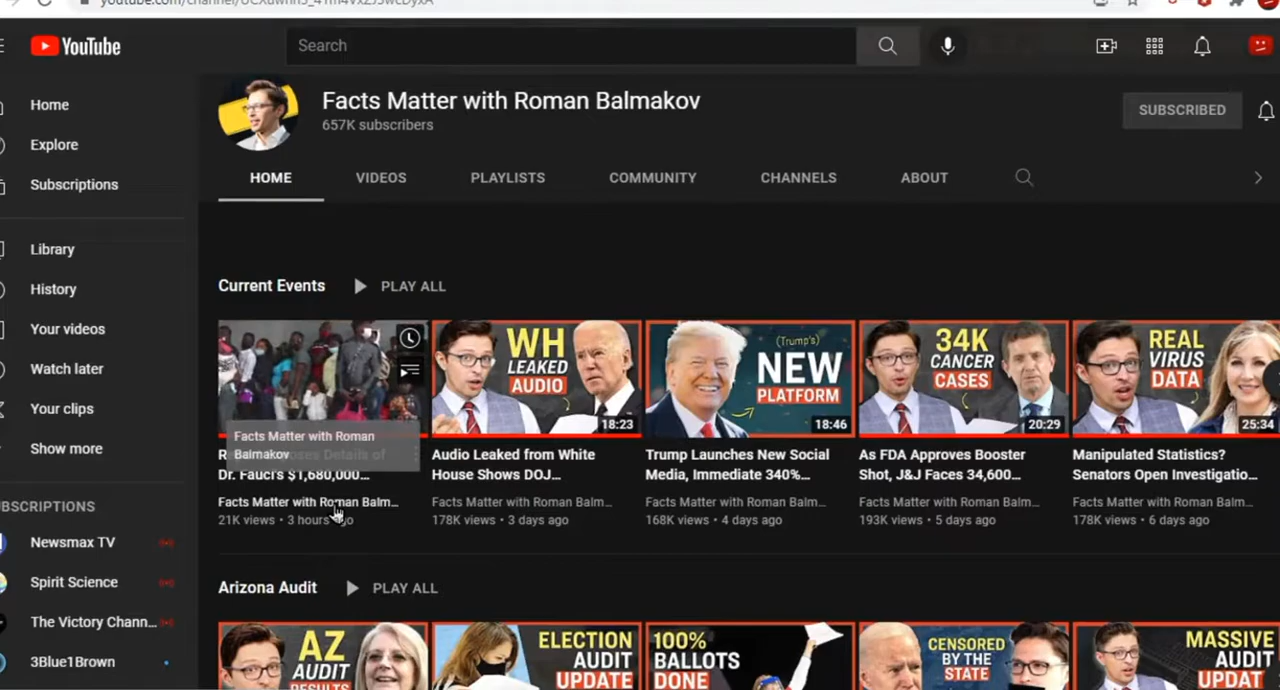 YouTube
Search
Home
Explore
Subscriptions
Library
History
Your videos
Watch later
Your clips
Show more
Newsmax TV
Spirit Science
The Victory Chann...
3Blue1Brown
Facts Matter with Roman Balmakov
657K subscribers
SUBSCRIBED
HOME VIDEOS PLAYLISTS COMMUNITY CHANNELS ABOUT
Current Events PLAY ALL
Facts Matter with Roman
Balmakov
Dr. Fauci's $1,680,000...
Facts Matter with Roman Balm...
21K views • 3 hours
WH
LEAKED
AUDIO
18:23
Audio Leaked from White
House Shows DOJ...
Facts Matter with Roman Balm...
178K views • 3 days ago
(Trump's)
NEW
PLATFORM
18:46
Trump Launches New Social
Media, Immediate 340%...
Facts Matter with Roman Balm...
168K views • 4 days ago
34K
CANCER
CASES
20:29
As FDA Approves Booster
Shot, J&J Faces 34,600...
Facts Matter with Roman Balm...
193K views • 5 days ago
REAL
VIRUS
DATA
25:34
Manipulated Statistics?
Senators Open Investigatio...
Facts Matter with Roman Balm...
178K views • 6 days ago
Arizona Audit PLAY ALL
AZ
AUDIT
RESULTS
ELECTION
AUDIT
UPDATE
100%
BALLOTS
DONE
CENSORED
BY THE
STATE
MASSIVE
AUDIT